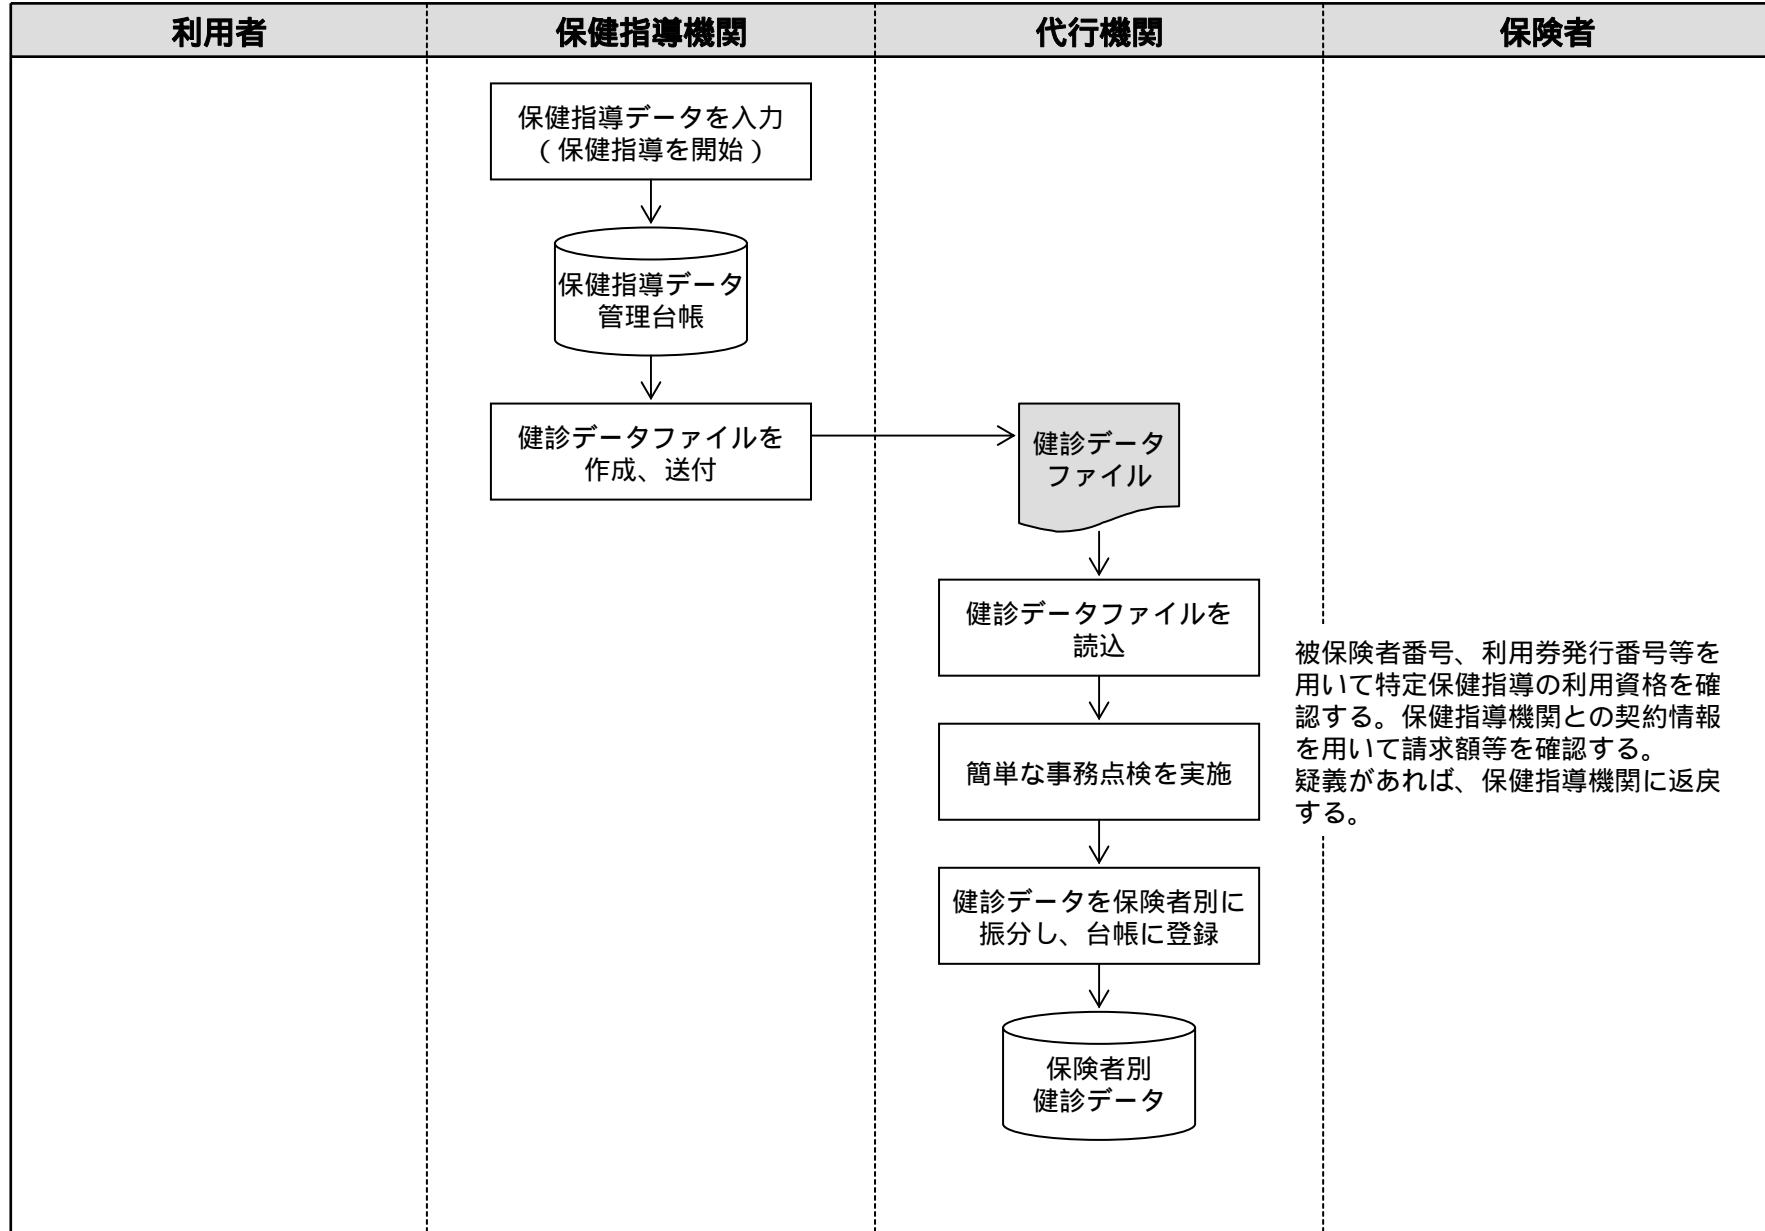 利用者
保健指導機関
代行機関
保険者
保健指導データを入力
（保健指導を開始）
保健指導データ
管理台帳
健診データファイルを
作成、送付
健診データ
ファイル
健診データファイルを
読込
簡単な事務点検を実施
健診データを保険者別に
振分し、台帳に登録
保険者別
健診データ
被保険者番号、利用券発行番号等を
用いて特定保健指導の利用資格を確
認する。保健指導機関との契約情報
を用いて請求額等を確認する。
疑義があれば、保健指導機関に返戻
する。